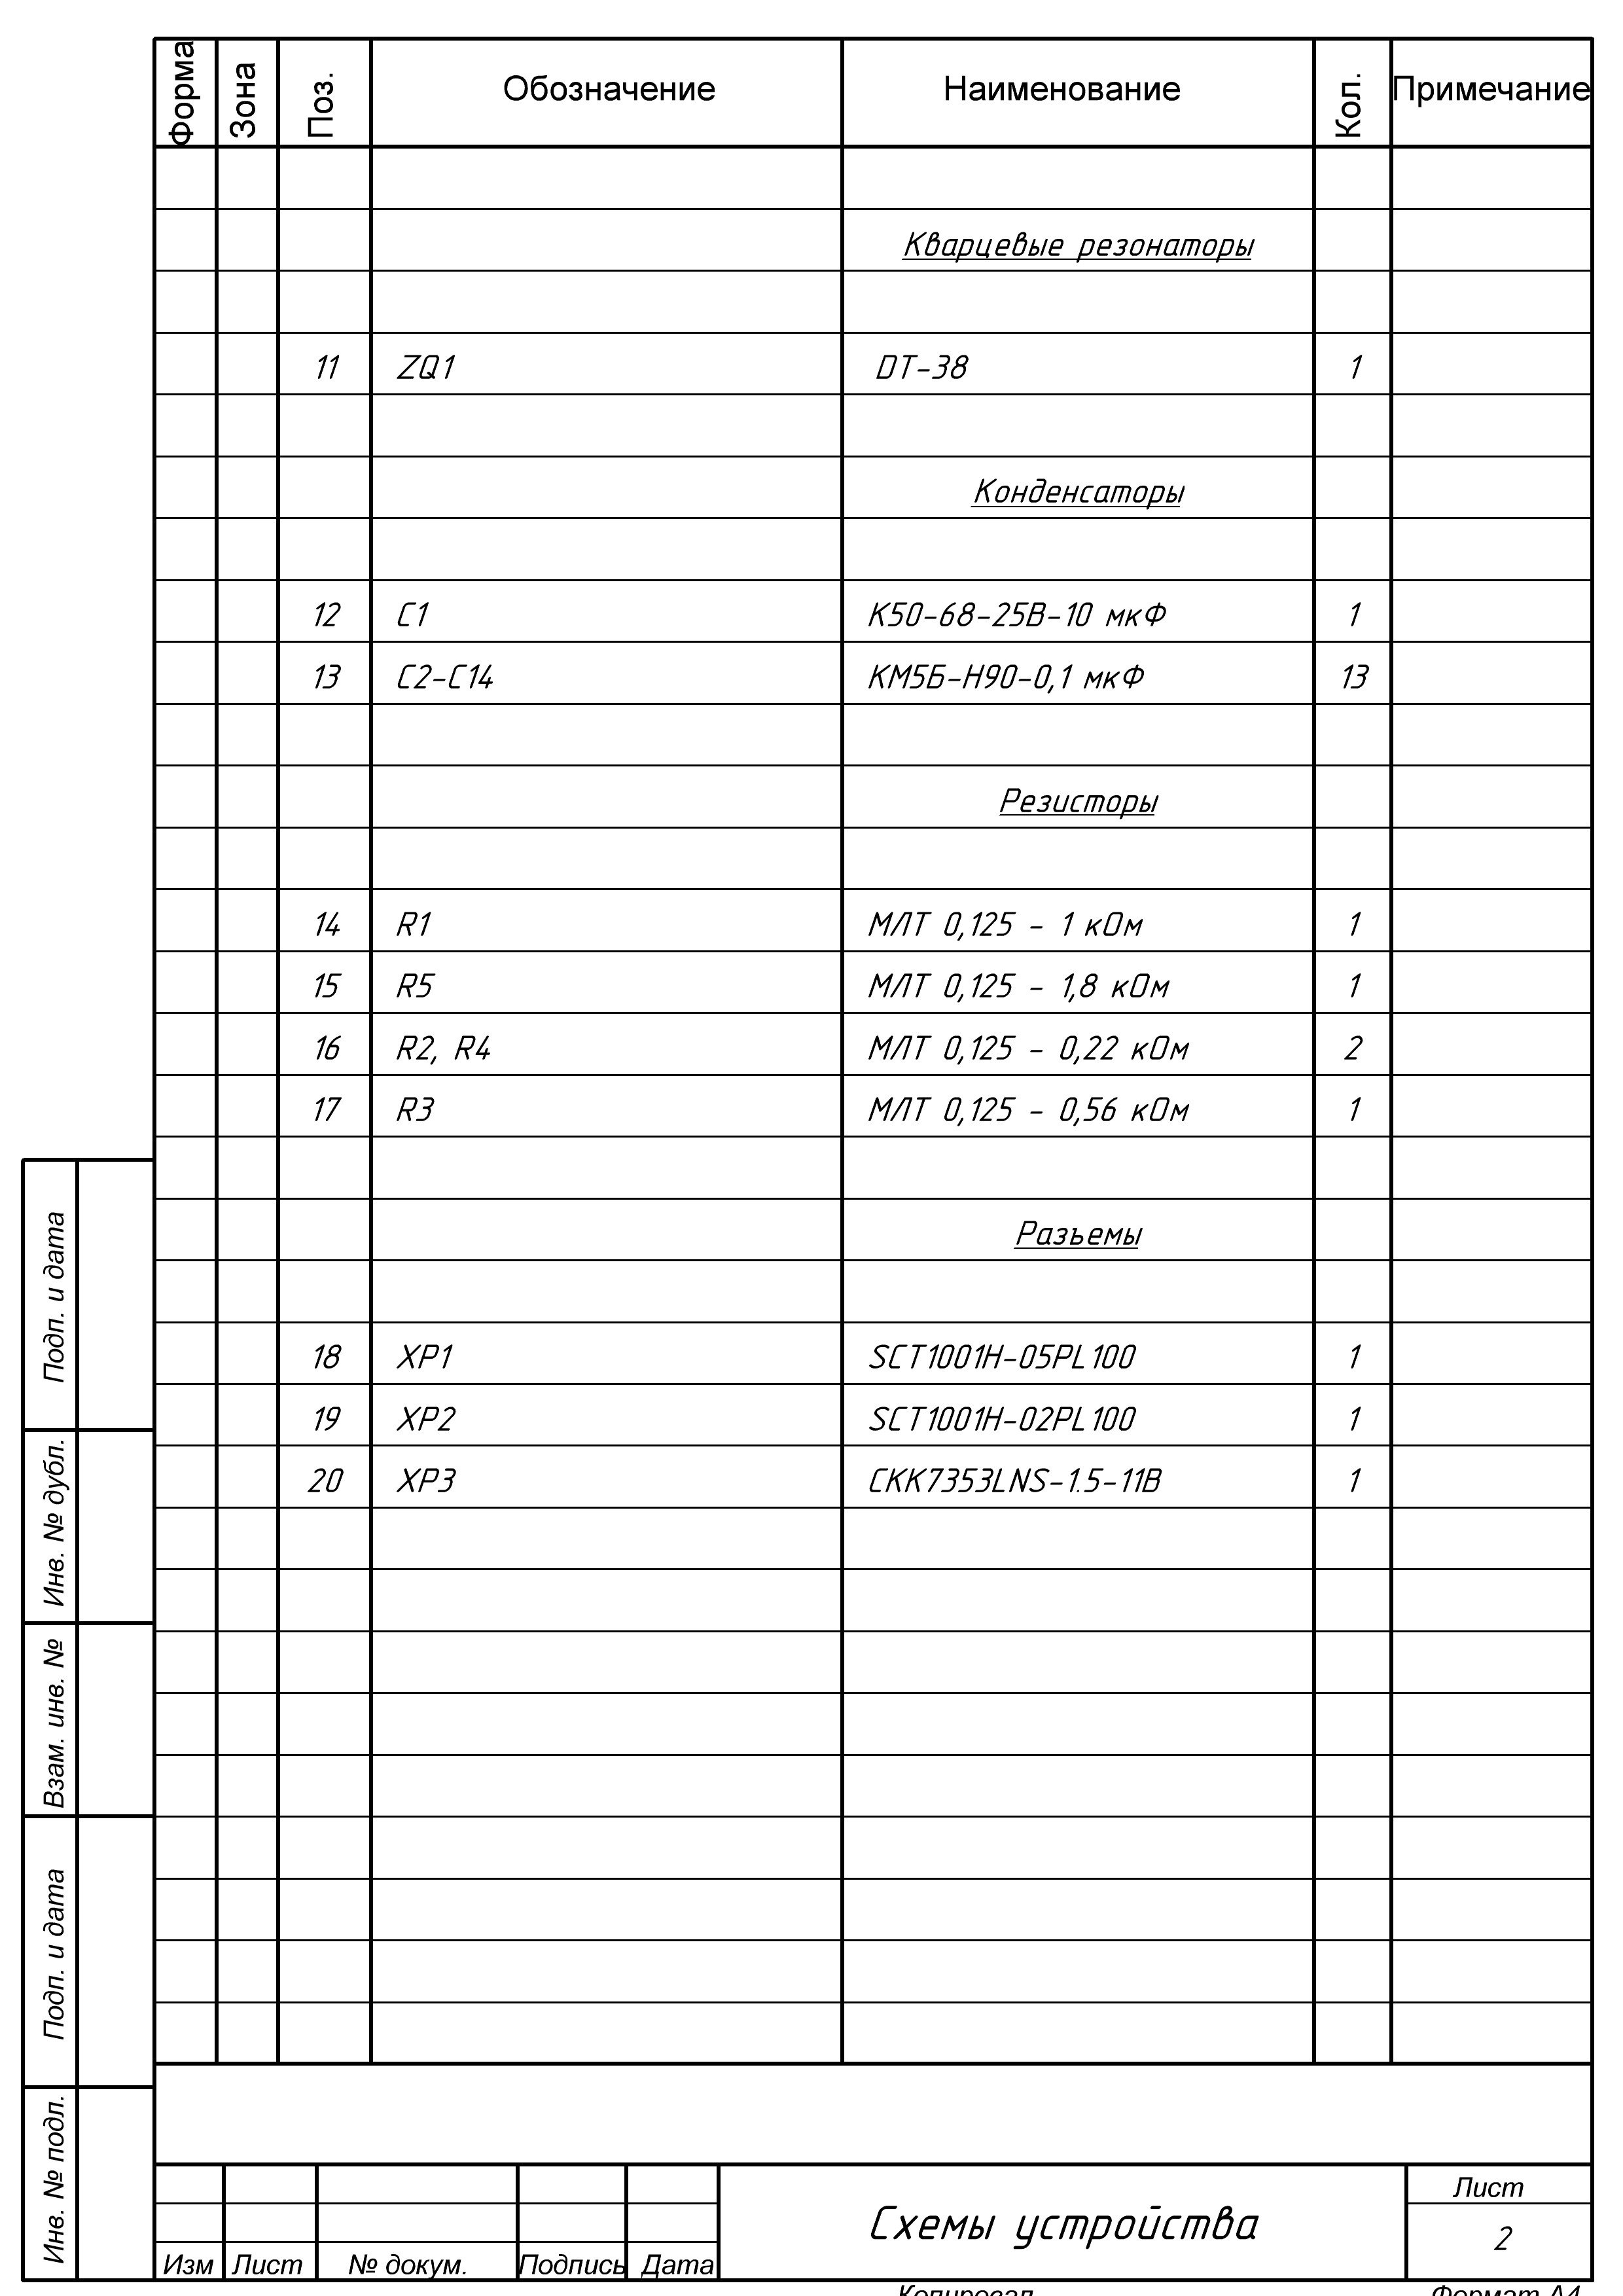 Форма Зона Поз. Обозначение Наименование Кол. Примечание
Кварцевые резонаторы
11 ZQ1 DT-38 1
Конденсаторы
12 C1 К50-68-25В-10 мкФ 1
13 C2-C14 КМ5Б-Н90-0,1 мкФ 13
Резисторы
14 R1 МЛТ 0,125 - 1 кОм 1
15 R5 МЛТ 0,125 - 1,8 кОм 1
16 R2, R4 МЛТ 0,125 - 0,22 кОм 2
17 R3 МЛТ 0,125 - 0,56 кОм 1
Разьемы
18 XP1 SCT1001H-05PL100 1
19 XP2 SCT1001H-02PL100 1
20 XP3 CKK7353LNS-1.5-11B 1
Подп. и дата
Инв. № дубл.
Взам. инв. №
Подп. и дата
Инв. № подл.
Изм Лист № докум. Подпись Дата
Схемы устройства
Лист
2
Копировал Формат А4